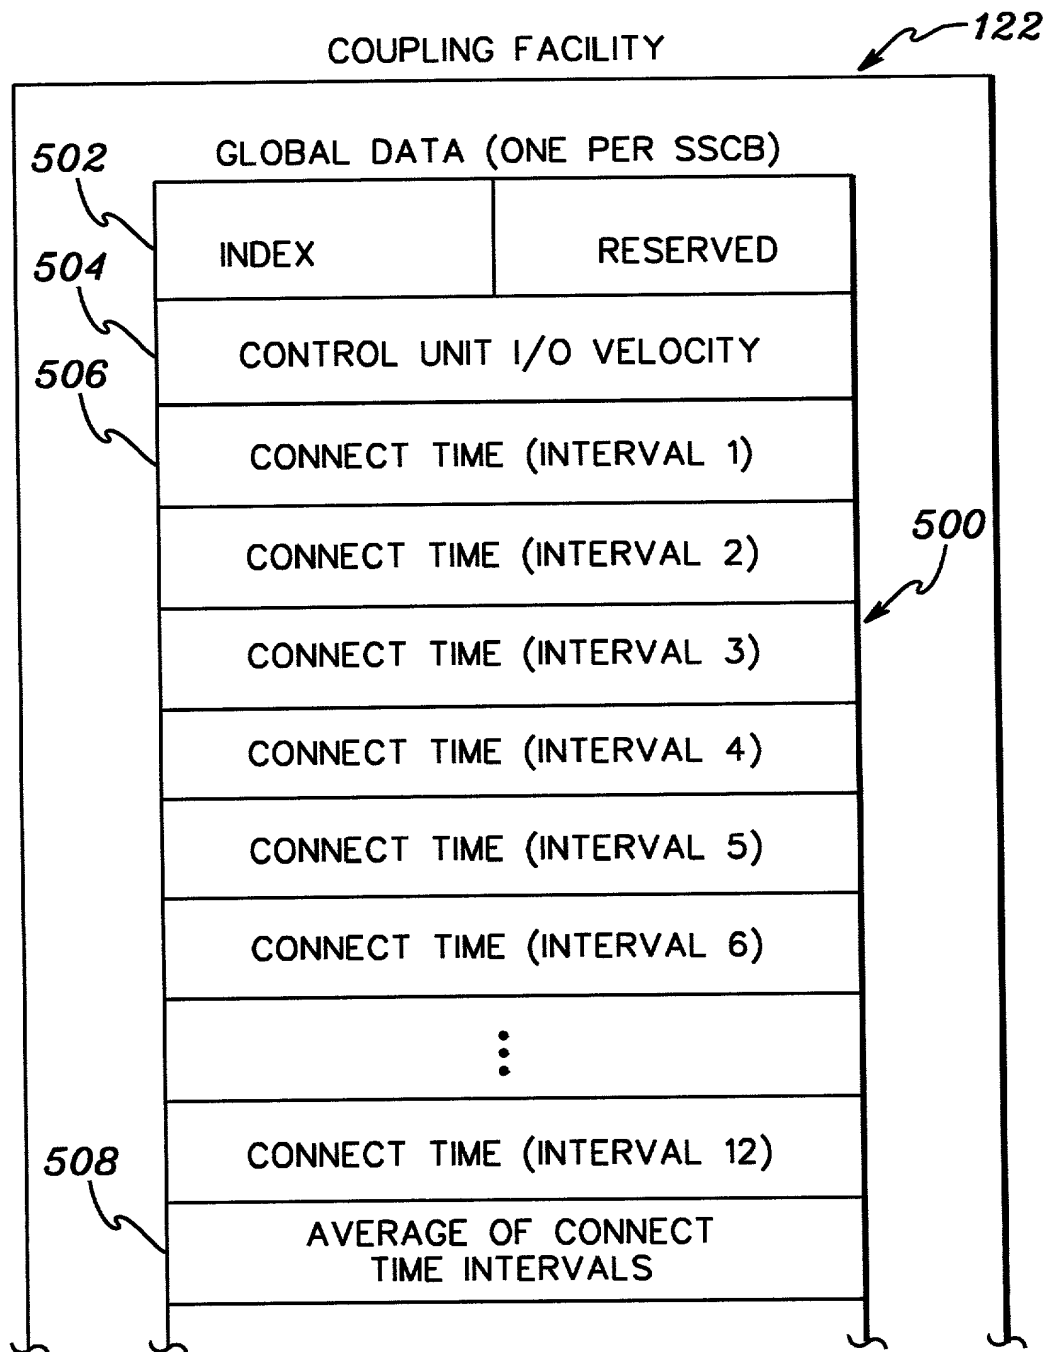 COUPLING FACILITY
122
GLOBAL DATA (ONE PER SSCB)
502
INDEX RESERVED
504
CONTROL UNIT I/O VELOCITY
506
CONNECT TIME (INTERVAL 1)
500
CONNECT TIME (INTERVAL 2)
CONNECT TIME (INTERVAL 3)
CONNECT TIME (INTERVAL 4)
CONNECT TIME (INTERVAL 5)
CONNECT TIME (INTERVAL 6)
CONNECT TIME (INTERVAL 12)
508
AVERAGE OF CONNECT
TIME INTERVALS